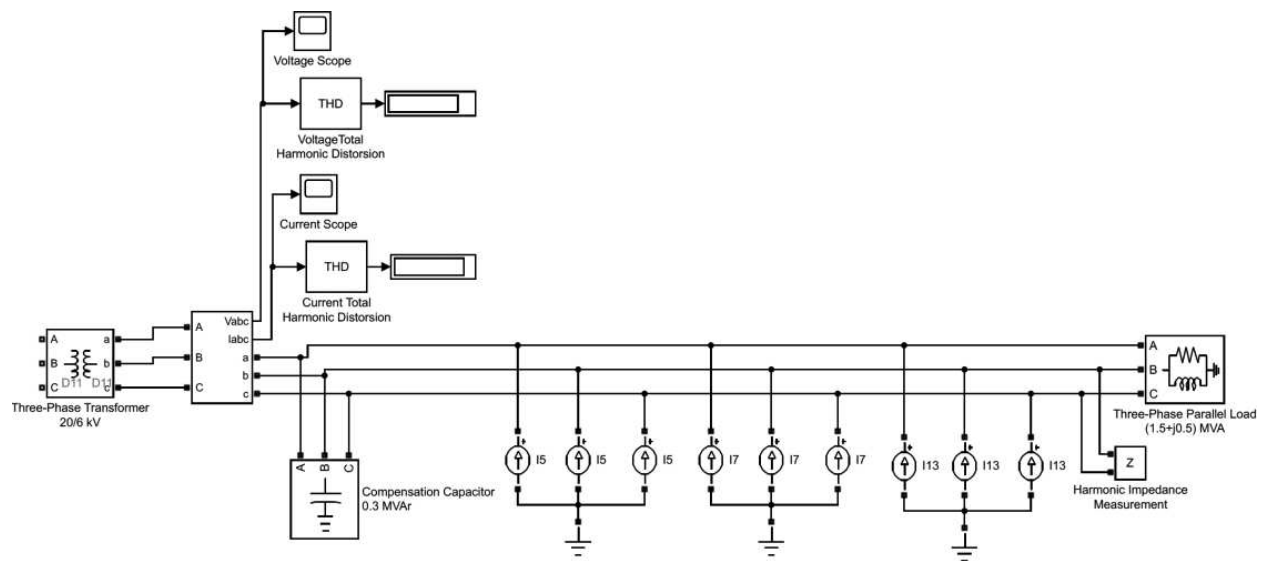 Voltage Scope
THD
VoltageTotal
Harmonic Distorsion
Current Scope
THD
Current Total
Harmonic Distorsion
A
B
C
a
b
c
D11 D11
Three-Phase Transformer
20/6 kV
A
B
C
Vabc
Iabc
a
b
c
A B C
Compensation Capacitor
0.3 MVAr
+ + + + + + + + +
I5 I5 I5 I7 I7 I7 I13 I13 I13
A
B
C
Three-Phase Parallel Load
(1.5+j0.5) MVA
Z
Harmonic Impedance
Measurement